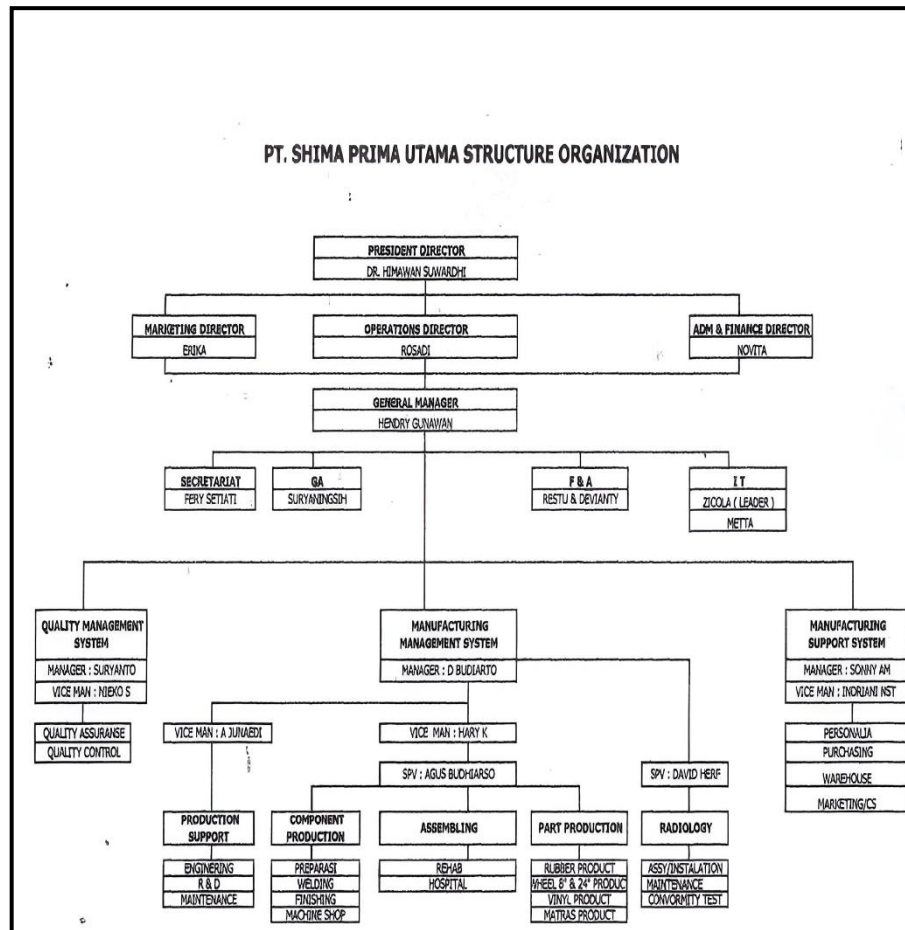 PT. SHIMA PRIMA UTAMA STRUCTURE ORGANIZATION
PRESIDENT DIRECTOR
DR. HIMAWAN SUWARDHI
MARKETING DIRECTOR
ERIKA
OPERATIONS DIRECTOR
ROSADI
ADM & FINANCE DIRECTOR
NOVITA
GENERAL MANAGER
HENDRY GUNAWAN
SECRETARIAT
FERY SETIATI
GA
SURYANINGSIH
F & A
RESTU & DEVIANTY
I T
ZICOLA ( LEADER )
METTA
QUALITY MANAGEMENT
SYSTEM
MANAGER : SURYANTO
VICE MAN : NIEKO S
QUALITY ASSURANSE
QUALITY CONTROL
MANUFACTURING
MANAGEMENT SYSTEM
MANAGER : D BUDIARTO
MANUFACTURING
SUPPORT SYSTEM
MANAGER : SONNY AM
VICE MAN : INDRIANI NST
PERSONALIA
PURCHASING
WAREHOUSE
MARKETING/CS
VICE MAN : A JUNAEDI
VICE MAN : HARY K
SPV : AGUS BUDHIARSO
SPV : DAVID HERF
PRODUCTION
SUPPORT
ENGINERING
R & D
MAINTENANCE
COMPONENT
PRODUCTION
PREPARASI
WELDING
FINISHING
MACHINE SHOP
ASSEMBLING
REHAB
HOSPITAL
PART PRODUCTION
RUBBER PRODUCT
WHEEL 8" & 24" PRODUC
VINYL PRODUCT
MATRAS PRODUCT
RADIOLOGY
ASSY/INSTALATION
MAINTENANCE
CONVORMITY TEST